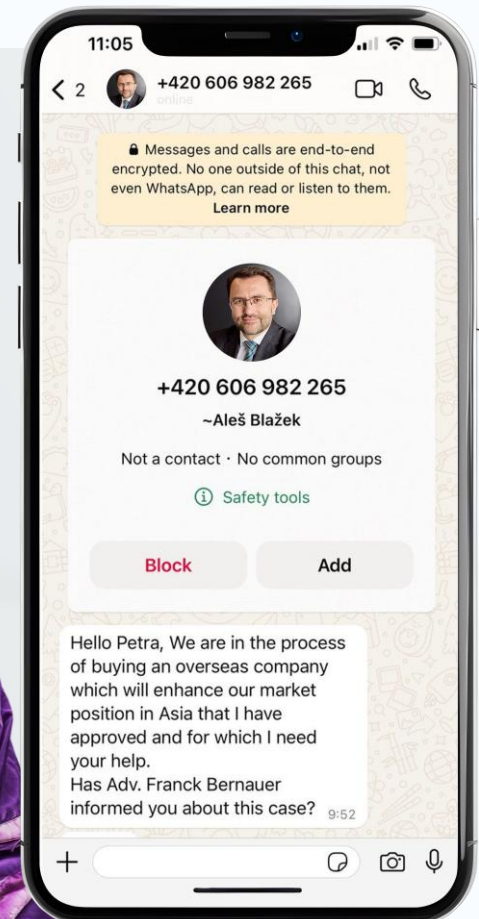 11:05
2
+420 606 982 265
online
Messages and calls are end-to-end
encrypted. No one outside of this chat, not
even WhatsApp, can read or listen to them.
Learn more
+420 606 982 265
~Aleš Blažek
Not a contact · No common groups
Safety tools
Block
Add
Hello Petra, We are in the process
of buying an overseas company
which will enhance our market
position in Asia that I have
approved and for which I need
your help.
Has Adv. Franck Bernauer
informed you about this case?
9:52